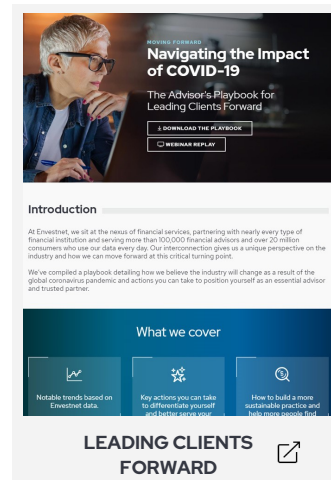 MOVING FORWARD
Navigating the Impact
of COVID-19
The Advisor's Playbook for
Leading Clients Forward
DOWNLOAD THE PLAYBOOK
WEBINAR REPLAY
Introduction
At Envestnet, we sit at the nexus of financial services, partnering with nearly every type of
financial institution and serving more than 100,000 financial advisors and over 20 million
consumers who use our data every day. Our interconnection gives us a unique perspective on the
industry and how we can move forward at this critical turning point.
We've compiled a playbook detailing how we believe the industry will change as a result of the
global coronavirus pandemic and actions you can take to position yourself as an essential advisor
and trusted partner.
What we cover
Notable trends based on
Envestnet data.
Key actions you can take
to differentiate yourself
and better serve your
How to build a more
sustainable practice and
help more people find
LEADING CLIENTS
FORWARD